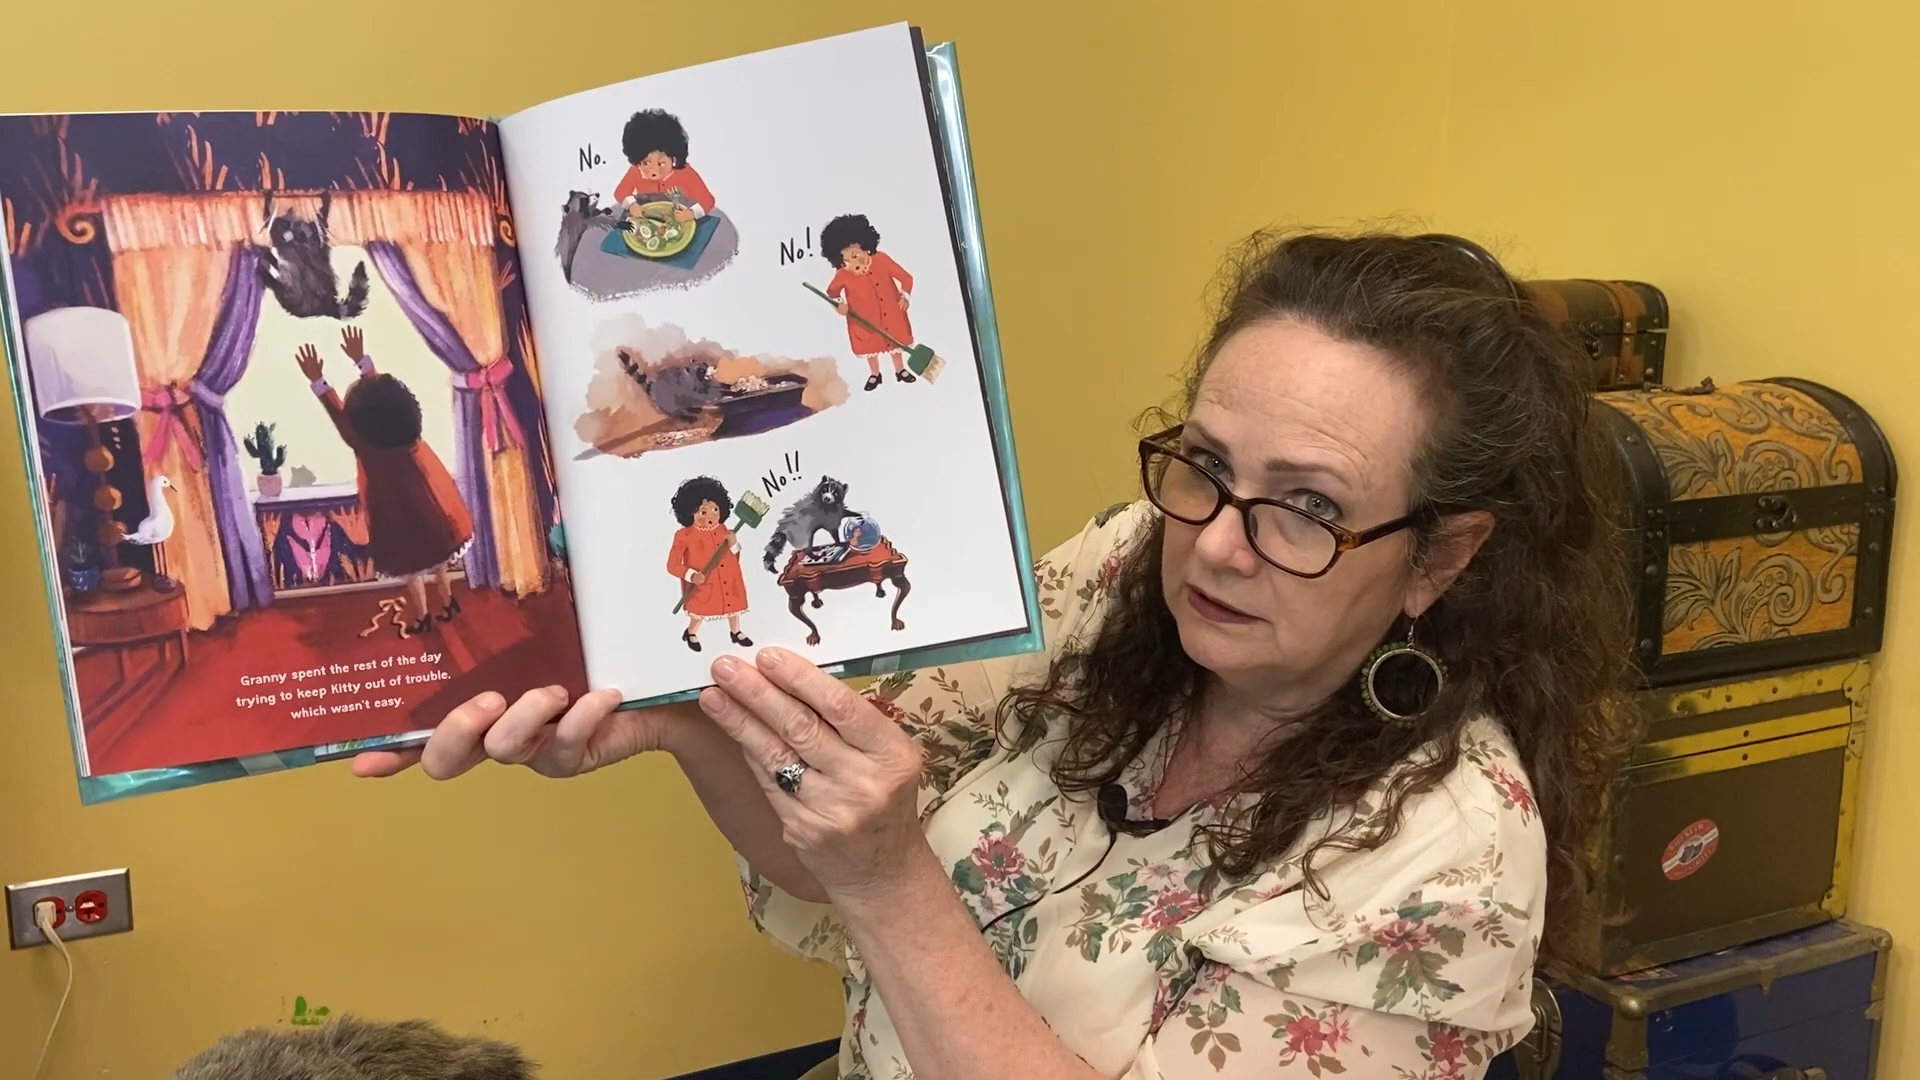 Granny spent the rest of the day
trying to keep Kitty out of trouble,
which wasn't easy.
No.
No!
No!!